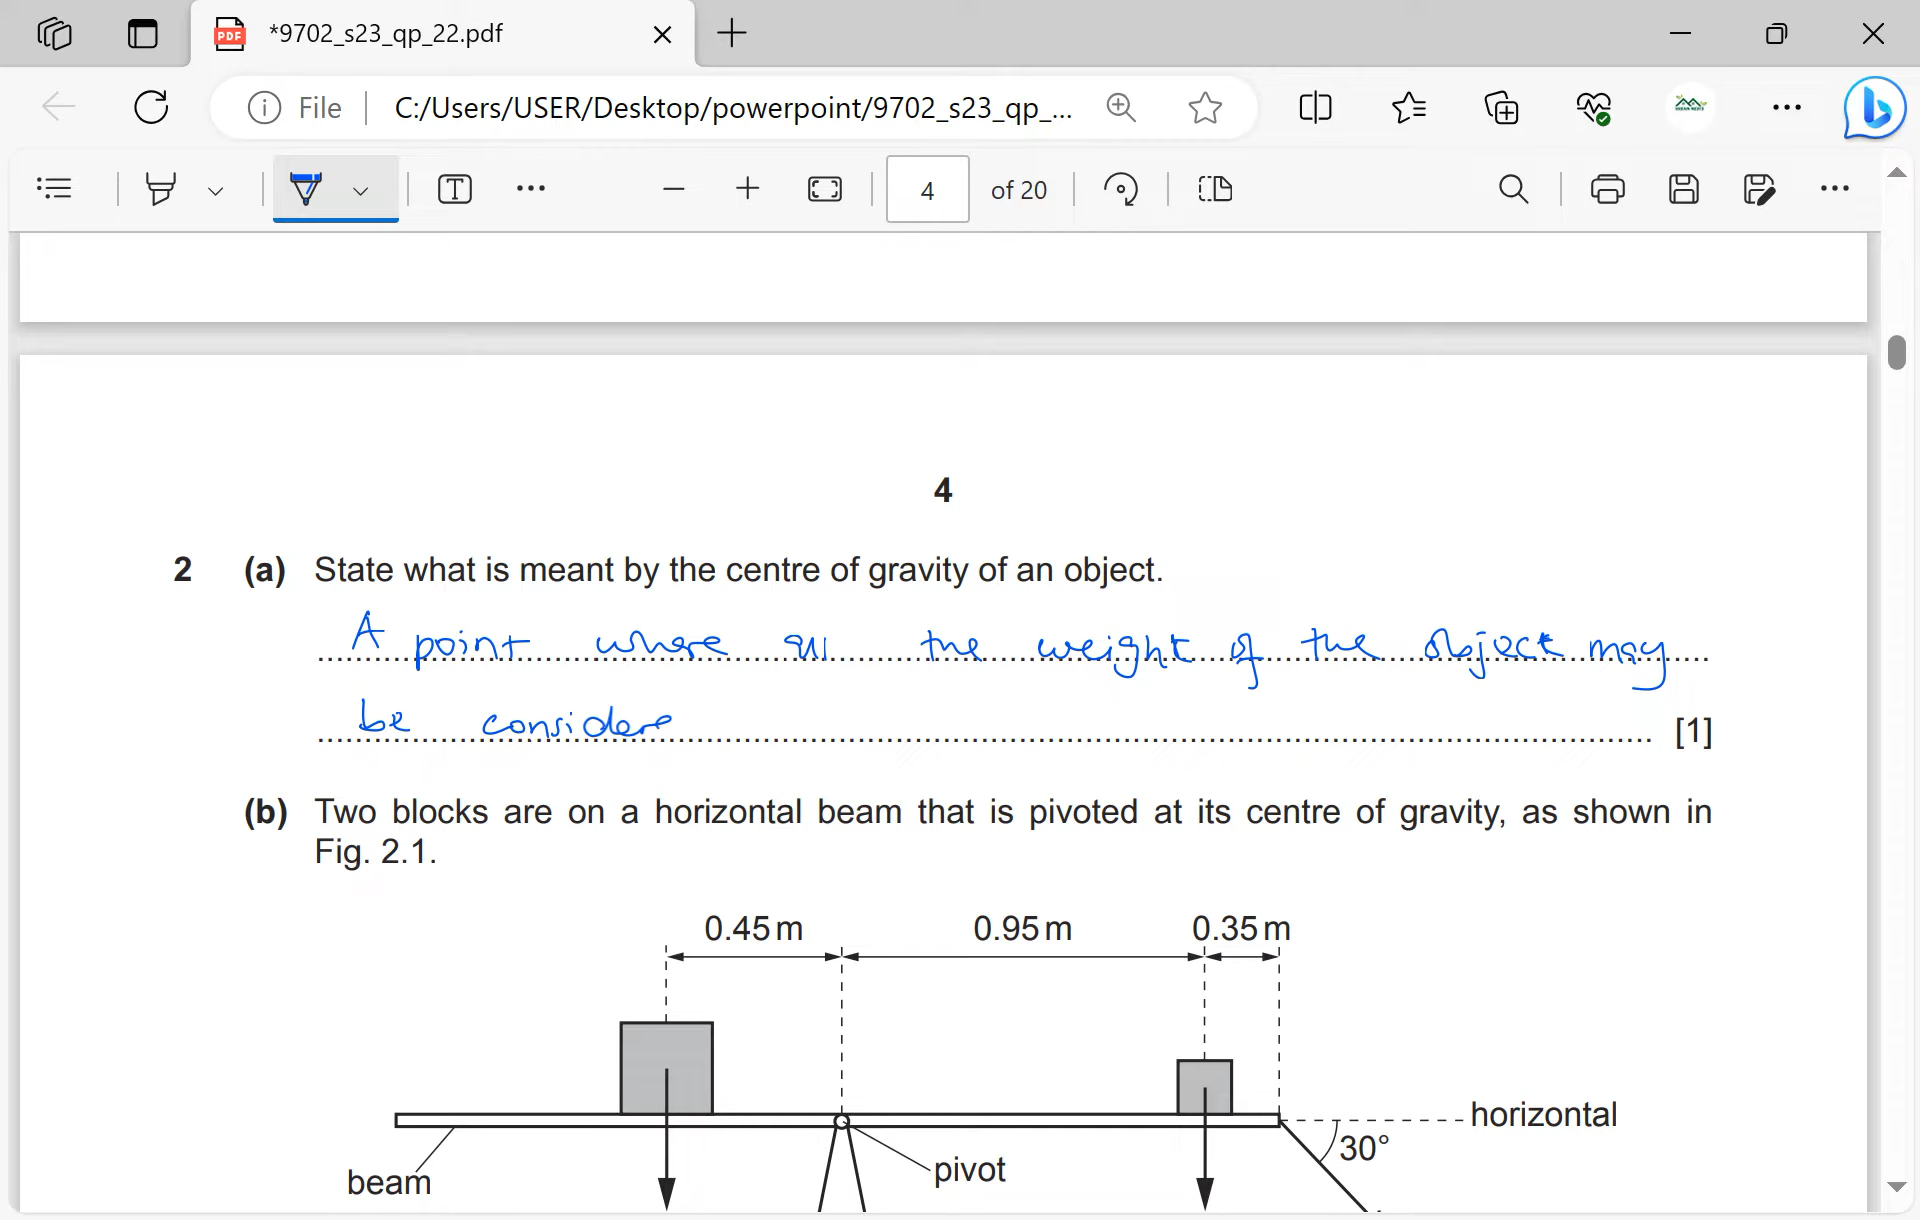 *9702_s23_qp_22.pdf
File C:/Users/USER/Desktop/powerpoint/9702_s23_qp_...
4 of 20
4
2 (a) State what is meant by the centre of gravity of an object.
A point where all the weight of the object may
be considere
[1]
(b) Two blocks are on a horizontal beam that is pivoted at its centre of gravity, as shown in
Fig. 2.1.
0.45 m 0.95 m 0.35 m
horizontal
30°
pivot
beam